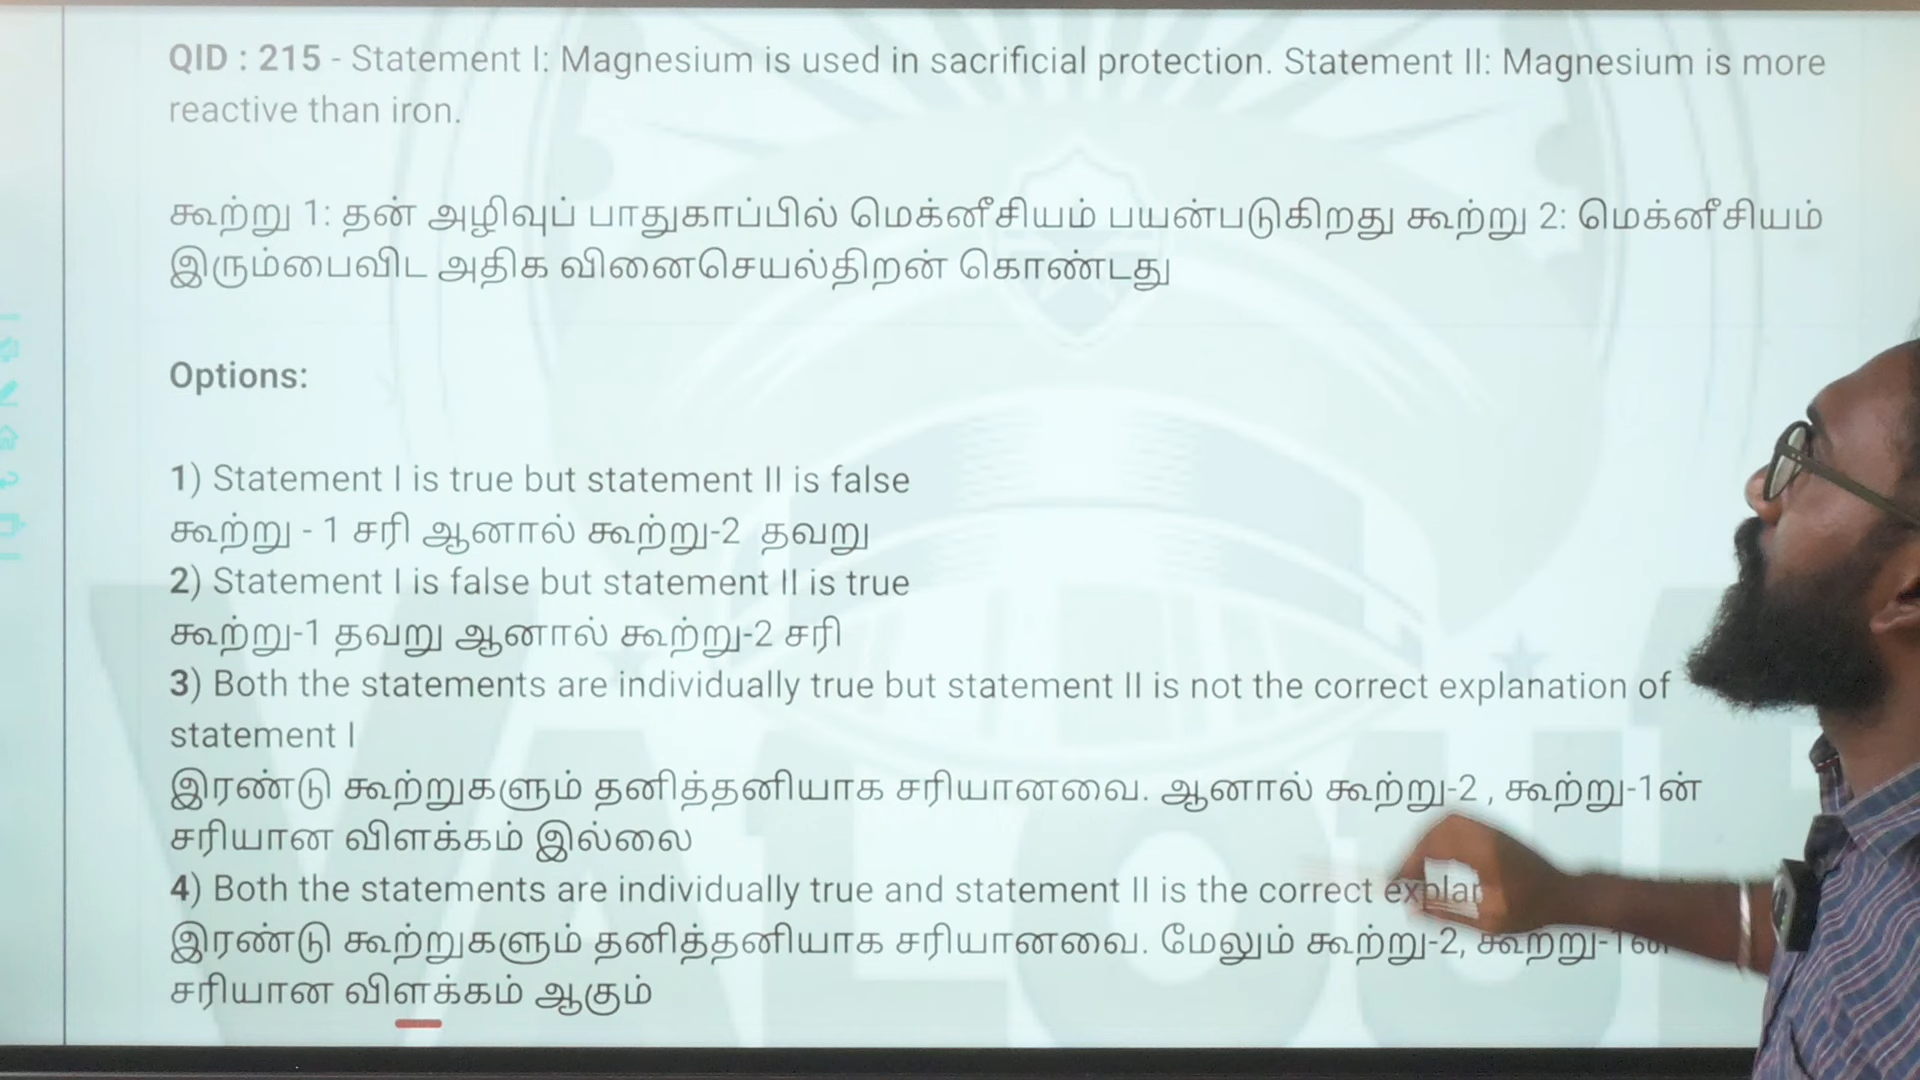 QID : 215 - Statement I: Magnesium is used in sacrificial protection. Statement II: Magnesium is more
reactive than iron.
கூற்று 1: தன் அழிவுப் பாதுகாப்பில் மெக்னீசியம் பயன்படுகிறது கூற்று 2: மெக்னீசியம்
இரும்பைவிட அதிக வினைசெயல்திறன் கொண்டது
Options:
1) Statement I is true but statement II is false
கூற்று - 1 சரி ஆனால் கூற்று-2 தவறு
2) Statement I is false but statement II is true
கூற்று-1 தவறு ஆனால் கூற்று-2 சரி
3) Both the statements are individually true but statement II is not the correct explanation of
statement I
இரண்டு கூற்றுகளும் தனித்தனியாக சரியானவை. ஆனால் கூற்று-2 , கூற்று-1ன்
சரியான விளக்கம் இல்லை
4) Both the statements are individually true and statement II is the correct
இரண்டு கூற்றுகளும் தனித்தனியாக சரியானவை. மேலும் கூற்று-2, கூற்று-1ன்
சரியான விளக்கம் ஆகும்